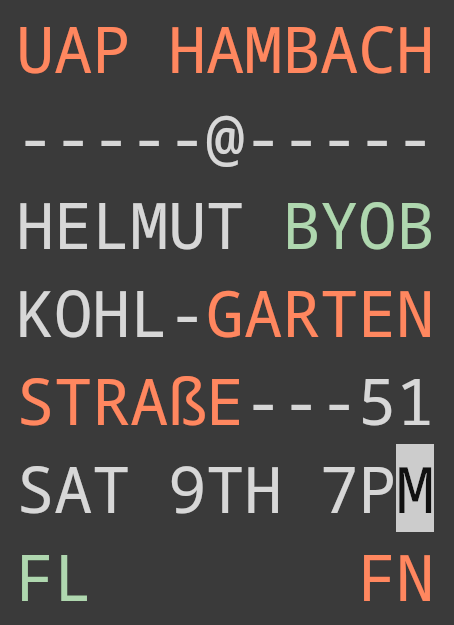 UAP HAMBACH
-----@-----
HELMUT BYOB
KOHL-GARTEN
STRAßE---51
SAT 9TH 7PM
FL FN